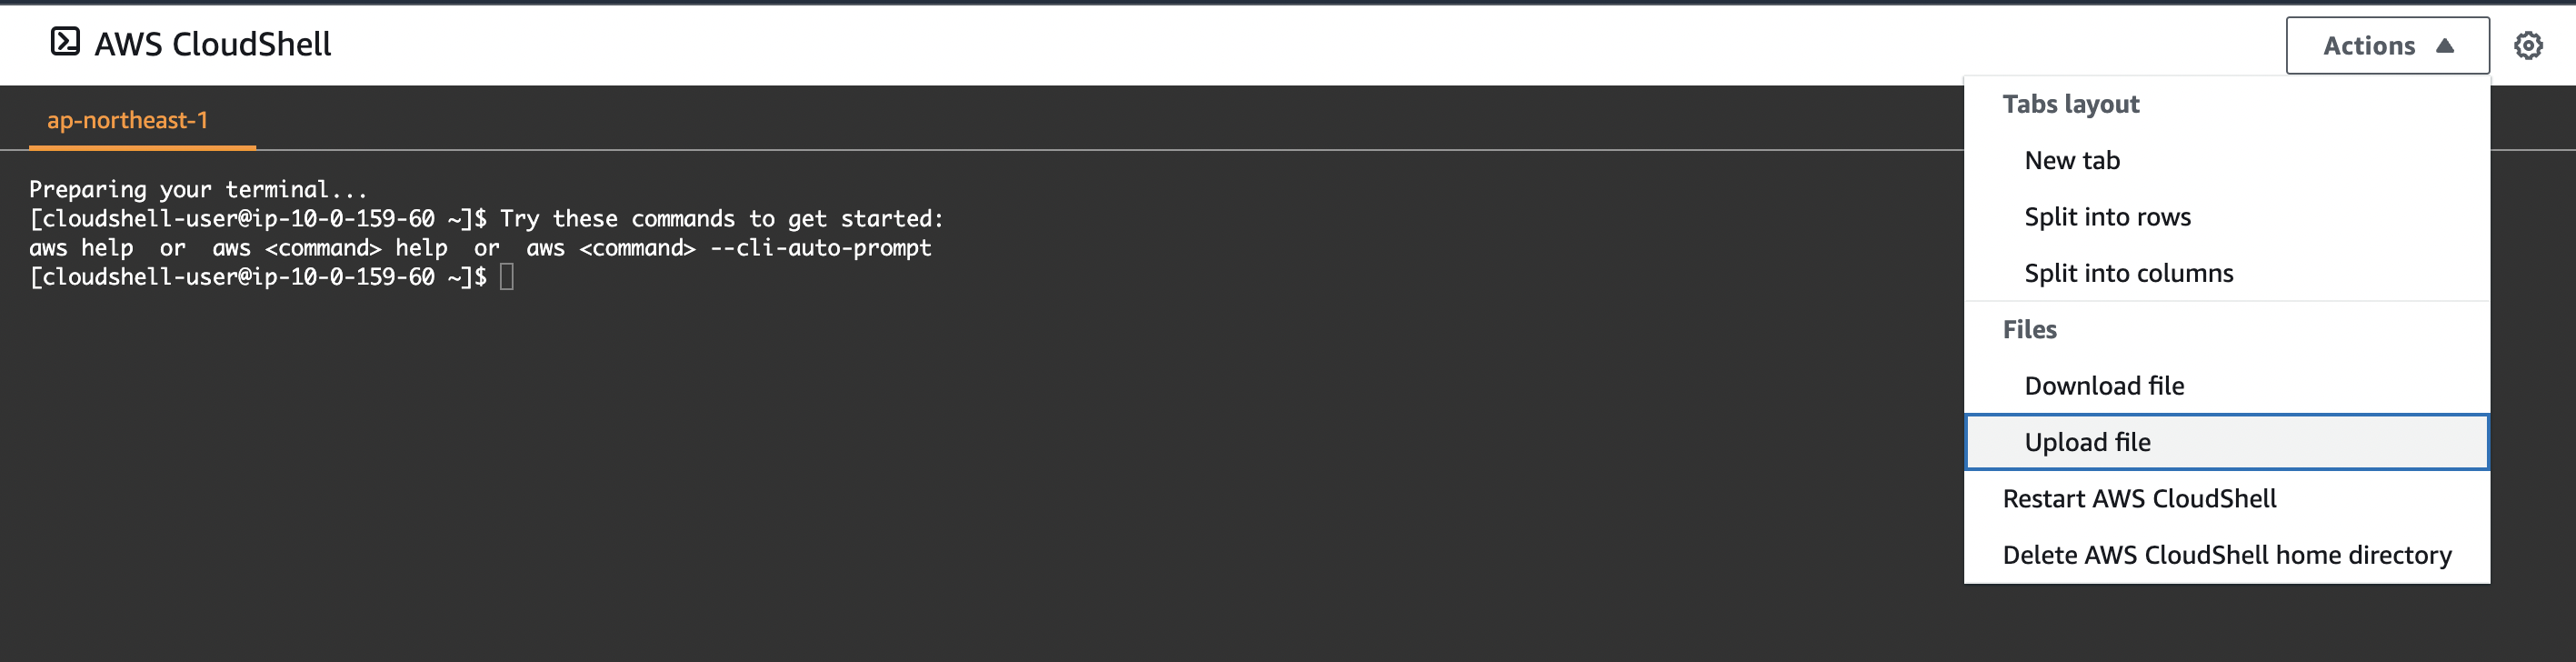 AWS CloudShell
Actions
ap-northeast-1
Preparing your terminal...
[cloudshell-user@ip-10-0-159-60 ~]$ Try these commands to get started:
aws help  or  aws <command> help  or  aws <command> --cli-auto-prompt
[cloudshell-user@ip-10-0-159-60 ~]$
Tabs layout
New tab
Split into rows
Split into columns
Files
Download file
Upload file
Restart AWS CloudShell
Delete AWS CloudShell home directory